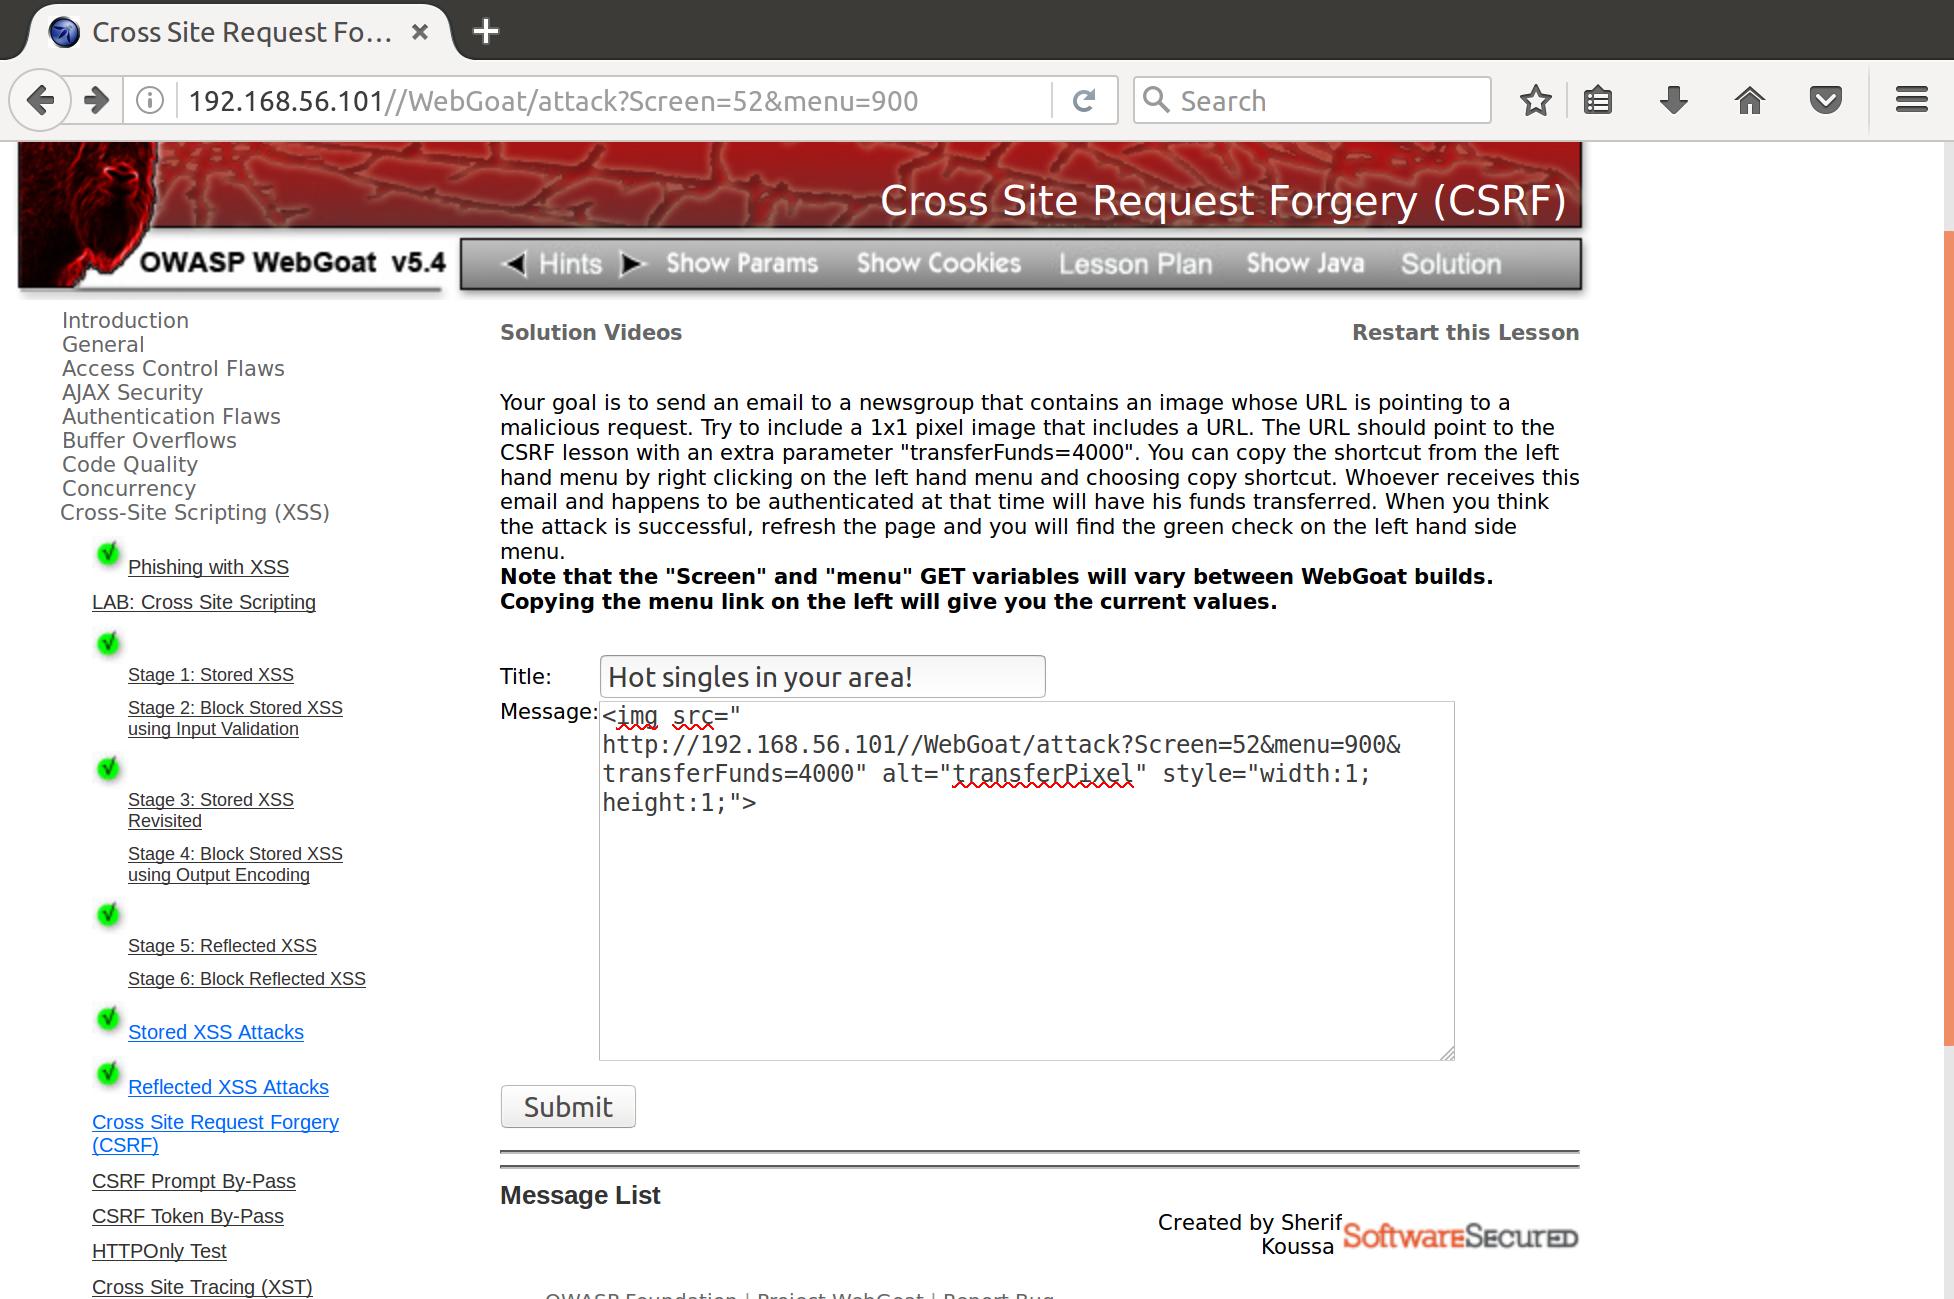 Cross Site Request Fo...
192.168.56.101//WebGoat/attack?Screen=52&menu=900
Search
Cross Site Request Forgery (CSRF)
OWASP WebGoat v5.4
Hints
Show Params
Show Cookies
Lesson Plan
Show Java
Solution
Introduction
General
Access Control Flaws
AJAX Security
Authentication Flaws
Buffer Overflows
Code Quality
Concurrency
Cross-Site Scripting (XSS)
Phishing with XSS
LAB: Cross Site Scripting
Stage 1: Stored XSS
Stage 2: Block Stored XSS
using Input Validation
Stage 3: Stored XSS
Revisited
Stage 4: Block Stored XSS
using Output Encoding
Stage 5: Reflected XSS
Stage 6: Block Reflected XSS
Stored XSS Attacks
Reflected XSS Attacks
Cross Site Request Forgery
(CSRF)
CSRF Prompt By-Pass
CSRF Token By-Pass
HTTPOnly Test
Cross Site Tracing (XST)
Solution Videos
Restart this Lesson
Your goal is to send an email to a newsgroup that contains an image whose URL is pointing to a
malicious request. Try to include a 1x1 pixel image that includes a URL. The URL should point to the
CSRF lesson with an extra parameter "transferFunds=4000". You can copy the shortcut from the left
hand menu by right clicking on the left hand menu and choosing copy shortcut. Whoever receives this
email and happens to be authenticated at that time will have his funds transferred. When you think
the attack is successful, refresh the page and you will find the green check on the left hand side
menu.
Note that the "Screen" and "menu" GET variables will vary between WebGoat builds.
Copying the menu link on the left will give you the current values.
Title:
Hot singles in your area!
Message:
<img src="
http://192.168.56.101//WebGoat/attack?Screen=52&menu=900&
transferFunds=4000" alt="transferPixel" style="width:1;
height:1;">
Submit
Message List
Created by Sherif
Koussa
SoftwareSecured
OWASP Foundation | Project WebGoat | Report Bug